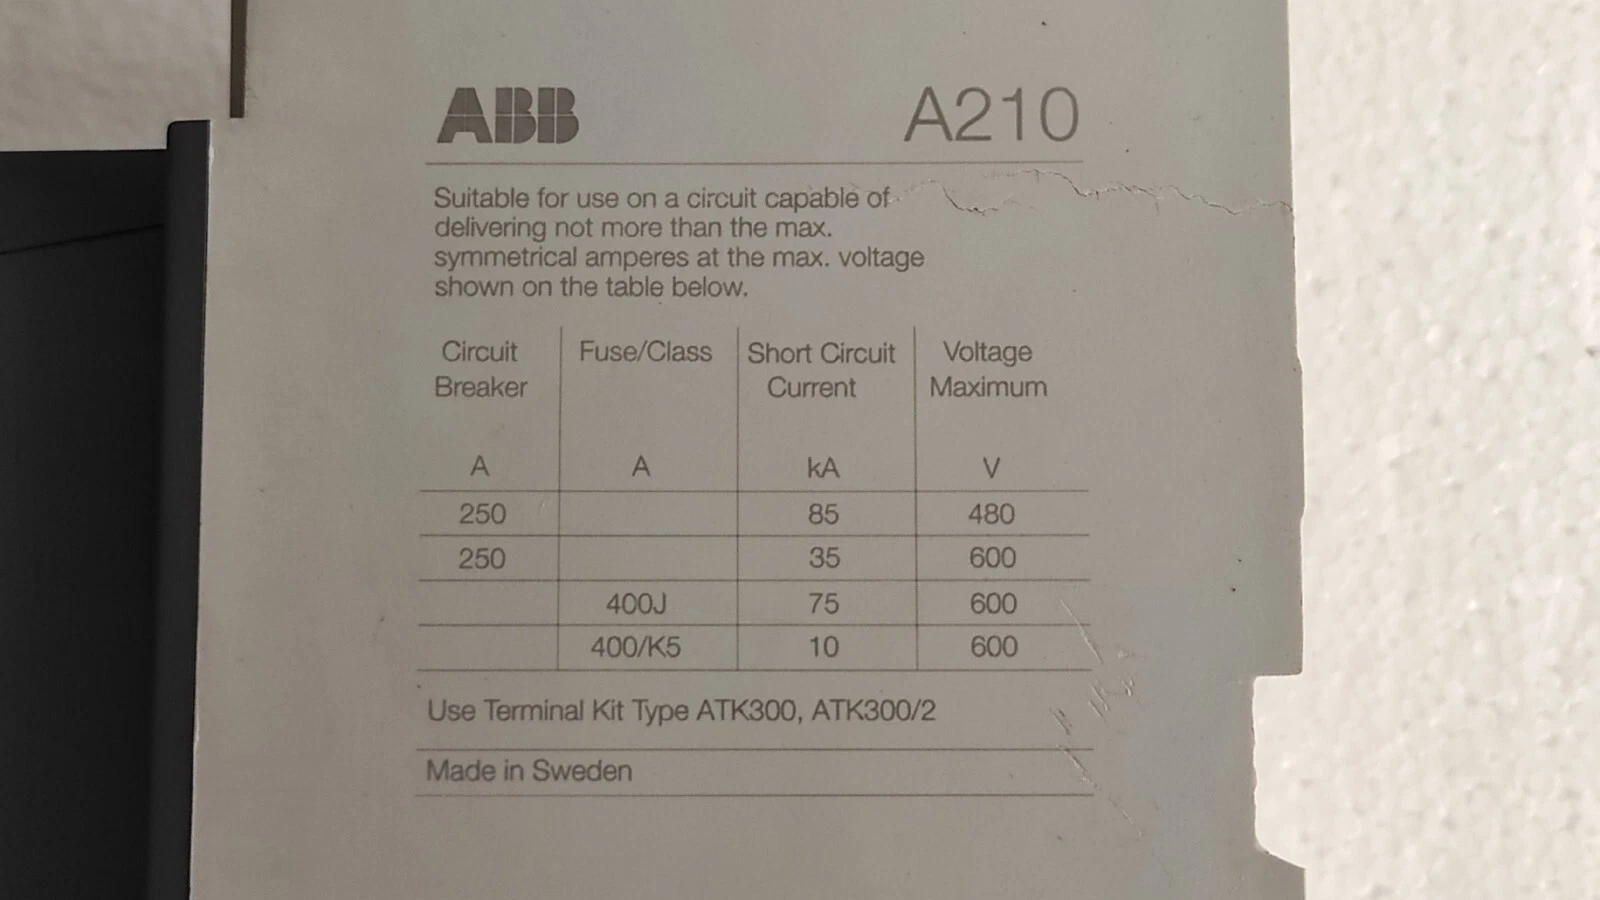 ABB A210
Suitable for use on a circuit capable of
delivering not more than the max.
symmetrical amperes at the max. voltage
shown on the table below.
Circuit Fuse/Class Short Circuit Voltage
Breaker Current Maximum
A A kA V
250 85 480
250 35 600
400J 75 600
400/K5 10 600
Use Terminal Kit Type ATK300, ATK300/2
Made in Sweden